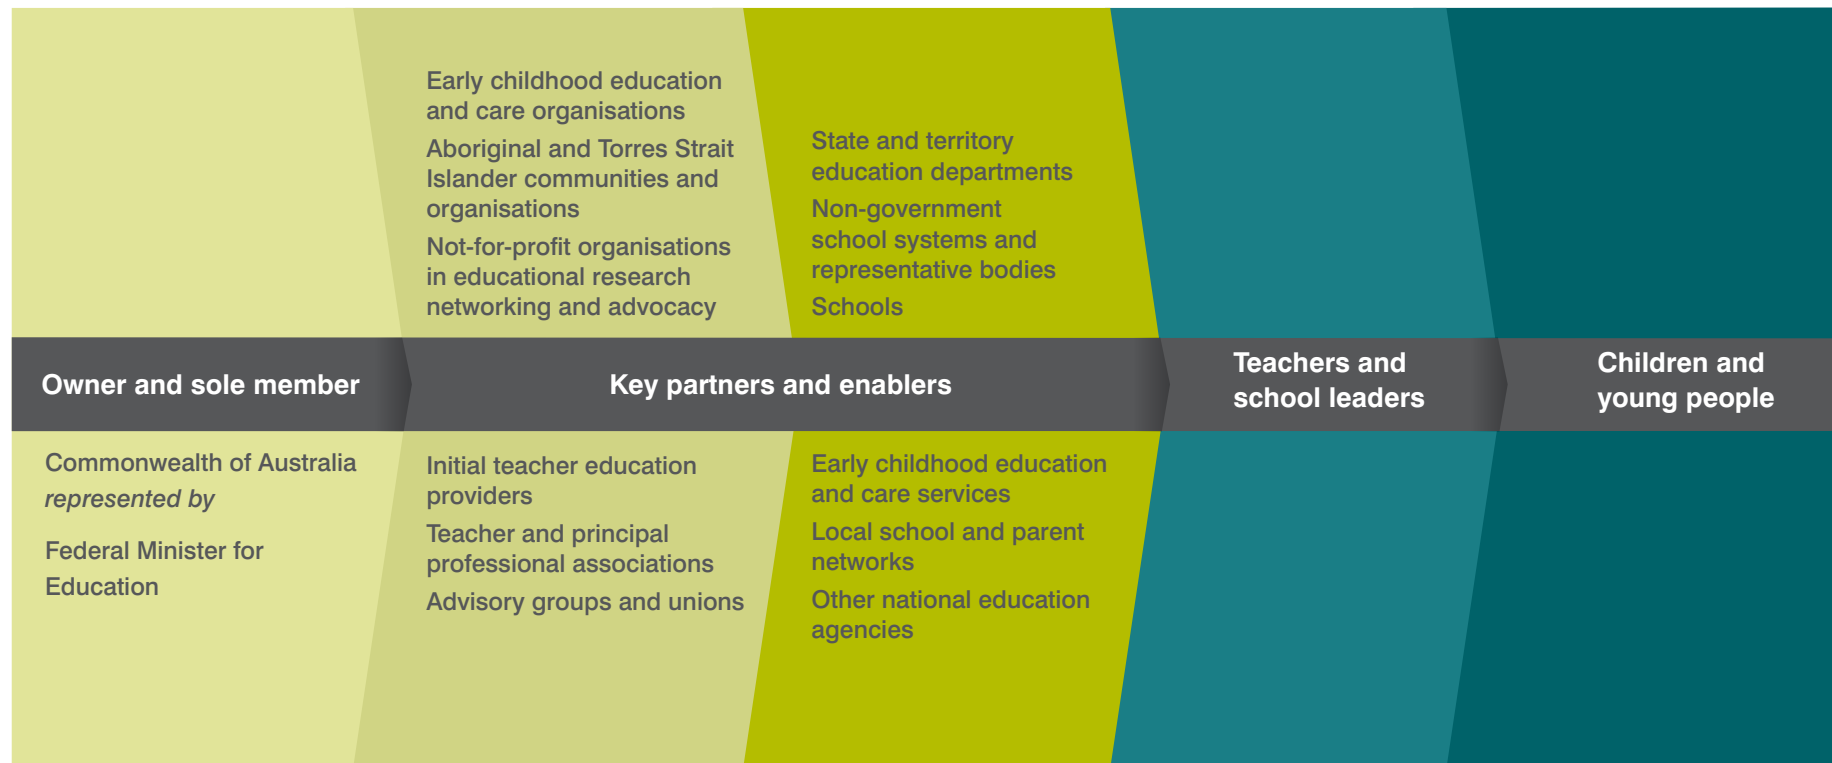 Early childhood education
and care organisations
Aboriginal and Torres Strait
Islander communities and
organisations
Not-for-profit organisations
in educational research
networking and advocacy
State and territory
education departments
Non-government
school systems and
representative bodies
Schools
Owner and sole member
Key partners and enablers
Teachers and
school leaders
Children and
young people
Commonwealth of Australia
represented by
Federal Minister for
Education
Initial teacher education
providers
Teacher and principal
professional associations
Advisory groups and unions
Early childhood education
and care services
Local school and parent
networks
Other national education
agencies